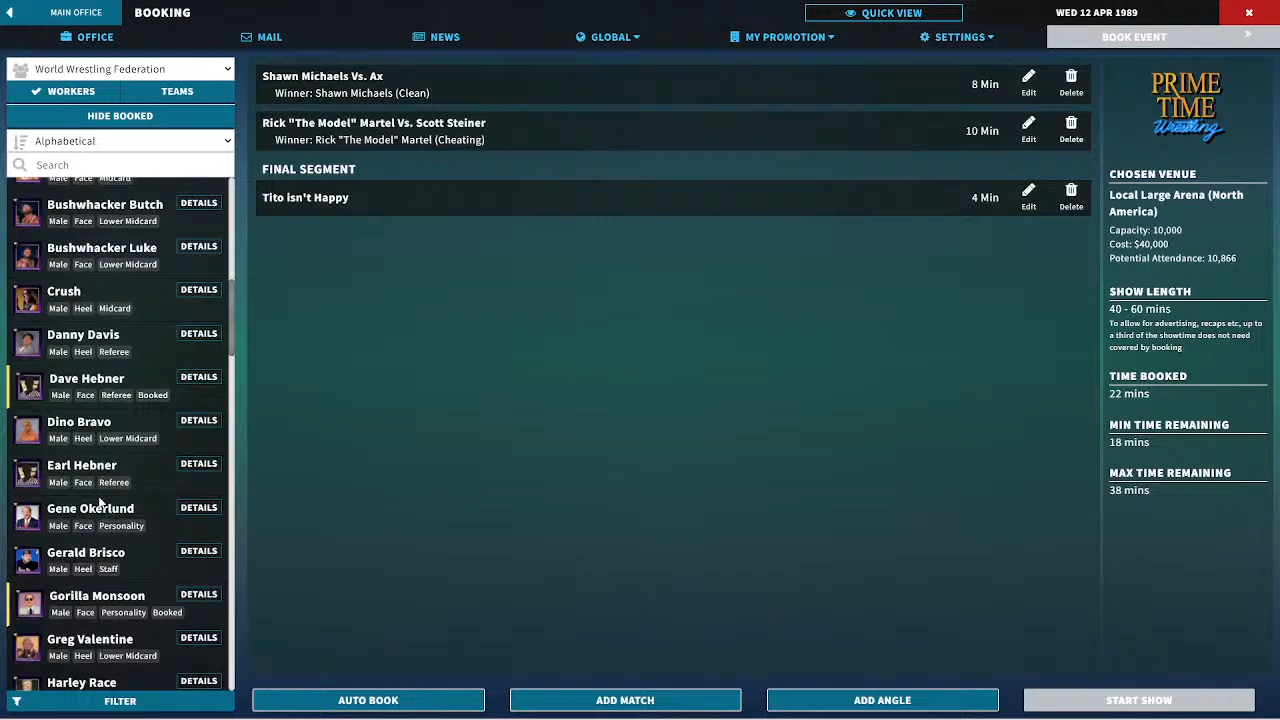 MAIN OFFICE
BOOKING
QUICK VIEW
WED 12 APR 1989
OFFICE
MAIL
NEWS
GLOBAL
MY PROMOTION
SETTINGS
BOOK EVENT
World Wrestling Federation
WORKERS
TEAMS
HIDE BOOKED
Alphabetical
Search
Male Face Midcard
Bushwacker Butch
DETAILS
Male Face Lower Midcard
Bushwacker Luke
DETAILS
Male Face Lower Midcard
Crush
DETAILS
Male Heel Midcard
Danny Davis
DETAILS
Male Heel Referee
Dave Hebner
DETAILS
Male Face Referee Booked
Dino Bravo
DETAILS
Male Heel Lower Midcard
Earl Hebner
DETAILS
Male Face Referee
Gene Okerlund
DETAILS
Male Face Personality
Gerald Brisco
DETAILS
Male Heel Staff
Gorilla Monsoon
DETAILS
Male Face Personality Booked
Greg Valentine
DETAILS
Male Heel Lower Midcard
Harley Race
DETAILS
FILTER
Shawn Michaels Vs. Ax
Winner: Shawn Michaels (Clean)
8 Min
Edit
Delete
Rick "The Model" Martel Vs. Scott Steiner
Winner: Rick "The Model" Martel (Cheating)
10 Min
Edit
Delete
FINAL SEGMENT
Tito isn't Happy
4 Min
Edit
Delete
AUTO BOOK
ADD MATCH
ADD ANGLE
START SHOW
PRIME
TIME
Wrestling
CHOSEN VENUE
Local Large Arena (North
America)
Capacity: 10,000
Cost: $40,000
Potential Attendance: 10,866
SHOW LENGTH
40 - 60 mins
To allow for advertising, recaps etc, up to
a third of the showtime does not need
covered by booking
TIME BOOKED
22 mins
MIN TIME REMAINING
18 mins
MAX TIME REMAINING
38 mins